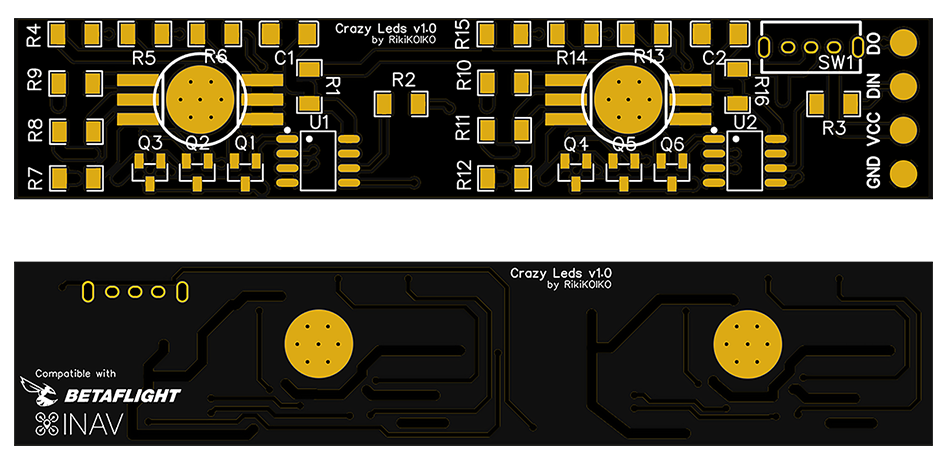 R4
R5
R6
C1
Crazy Leds v1.0
by RikiKOIKO
R15
R14
R13
C2
SW1
DO
R9
R1
R2
R10
R16
R3
DIN
R8
Q3
Q2
Q1
U1
R11
Q4
Q5
Q6
U2
VCC
R7
R12
GND
Crazy Leds v1.0
by RikiKOIKO
Compatible with
BETAFLIGHT
INAV